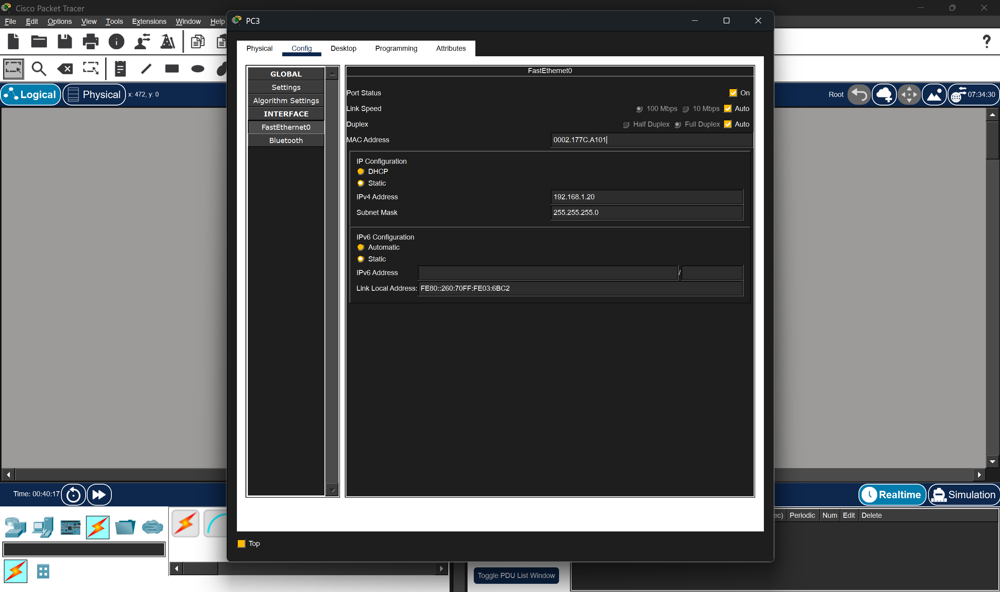 Cisco Packet Tracer
File Edit Options View Tools Extensions Window Help
PC3
Physical Config Desktop Programming Attributes
Logical Physical x: 472, y: 0
Root 07:34:30
GLOBAL
Settings
Algorithm Settings
INTERFACE
FastEthernet0
Bluetooth
FastEthernet0
Port Status On
Link Speed 100 Mbps 10 Mbps Auto
Duplex Half Duplex Full Duplex Auto
MAC Address 0002.177C.A101
IP Configuration
DHCP
Static
IPv4 Address 192.168.1.20
Subnet Mask 255.255.255.0
IPv6 Configuration
Automatic
Static
IPv6 Address /
Link Local Address: FE80::260:70FF:FE03:6BC2
Time: 00:40:17
Realtime Simulation
ec) Periodic Num Edit Delete
Top
Toggle PDU List Window